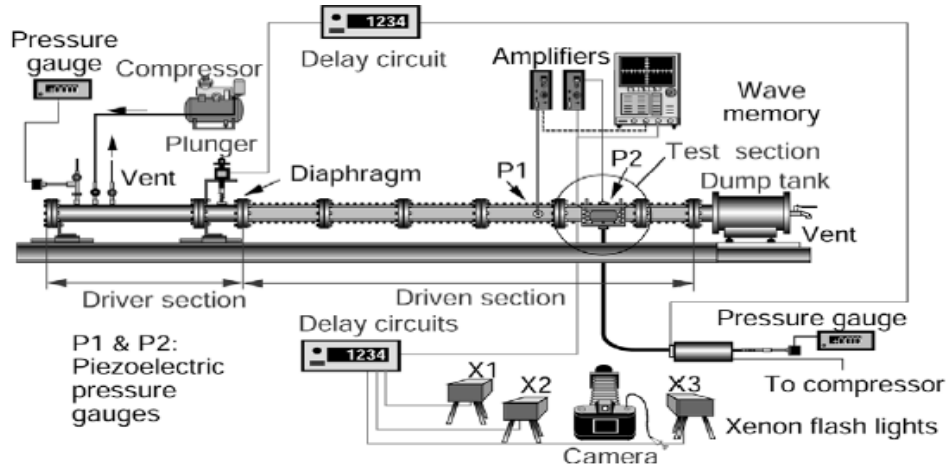 1234
Delay circuit
Pressure
gauge
Compressor
Plunger
Vent
Diaphragm
Amplifiers
Wave
memory
P1
P2
Test section
Dump tank
Vent
Driver section
Driven section
Delay circuits
1234
P1 & P2:
Piezoelectric
pressure
gauges
X1
X2
X3
Camera
Pressure gauge
To compressor
Xenon flash lights